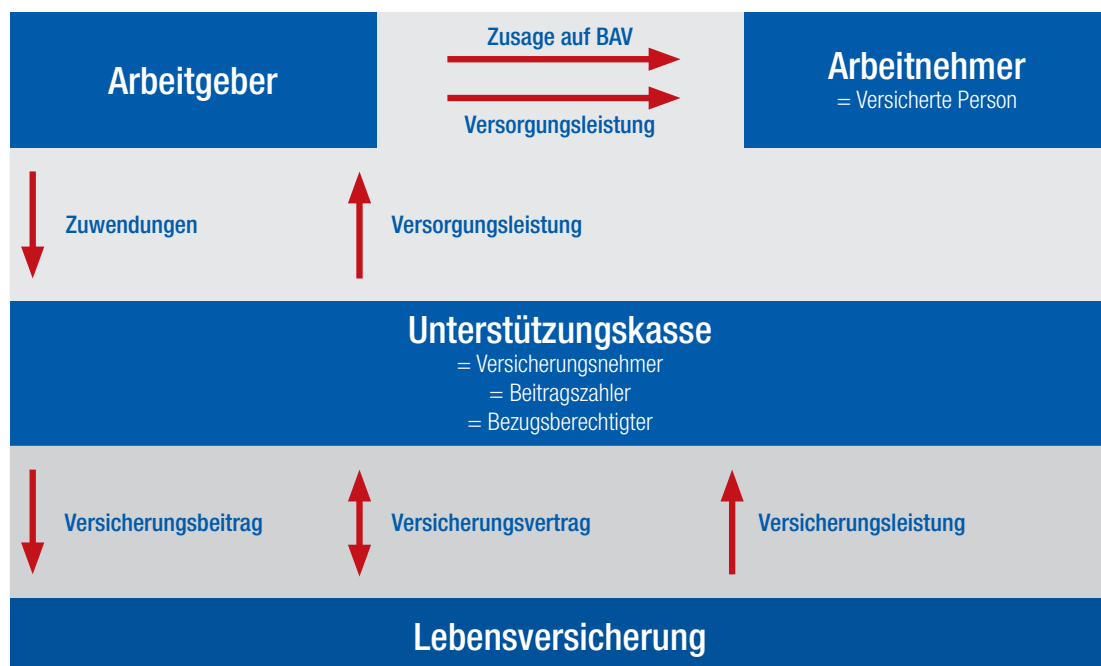 Arbeitgeber
Zusage auf BAV
Versorgungsleistung
Arbeitnehmer
= Versicherte Person
Zuwendungen
Versorgungsleistung
Unterstützungskasse
= Versicherungsnehmer
= Beitragszahler
= Bezugsberechtigter
Versicherungsbeitrag
Versicherungsvertrag
Versicherungsleistung
Lebensversicherung